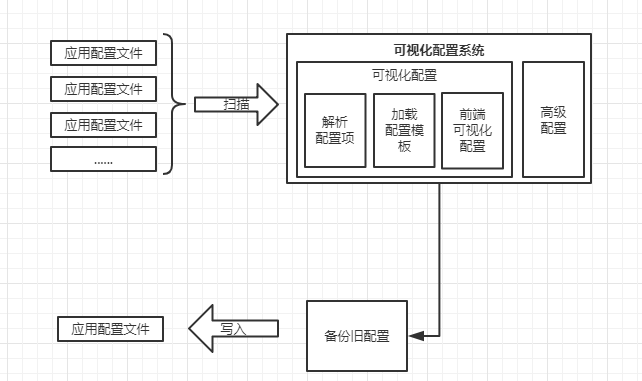 应用配置文件
应用配置文件
应用配置文件
......
扫描
可视化配置系统
可视化配置
解析
配置项
加载
配置模
板
前端
可视化
配置
高级
配置
应用配置文件
写入
备份旧配置